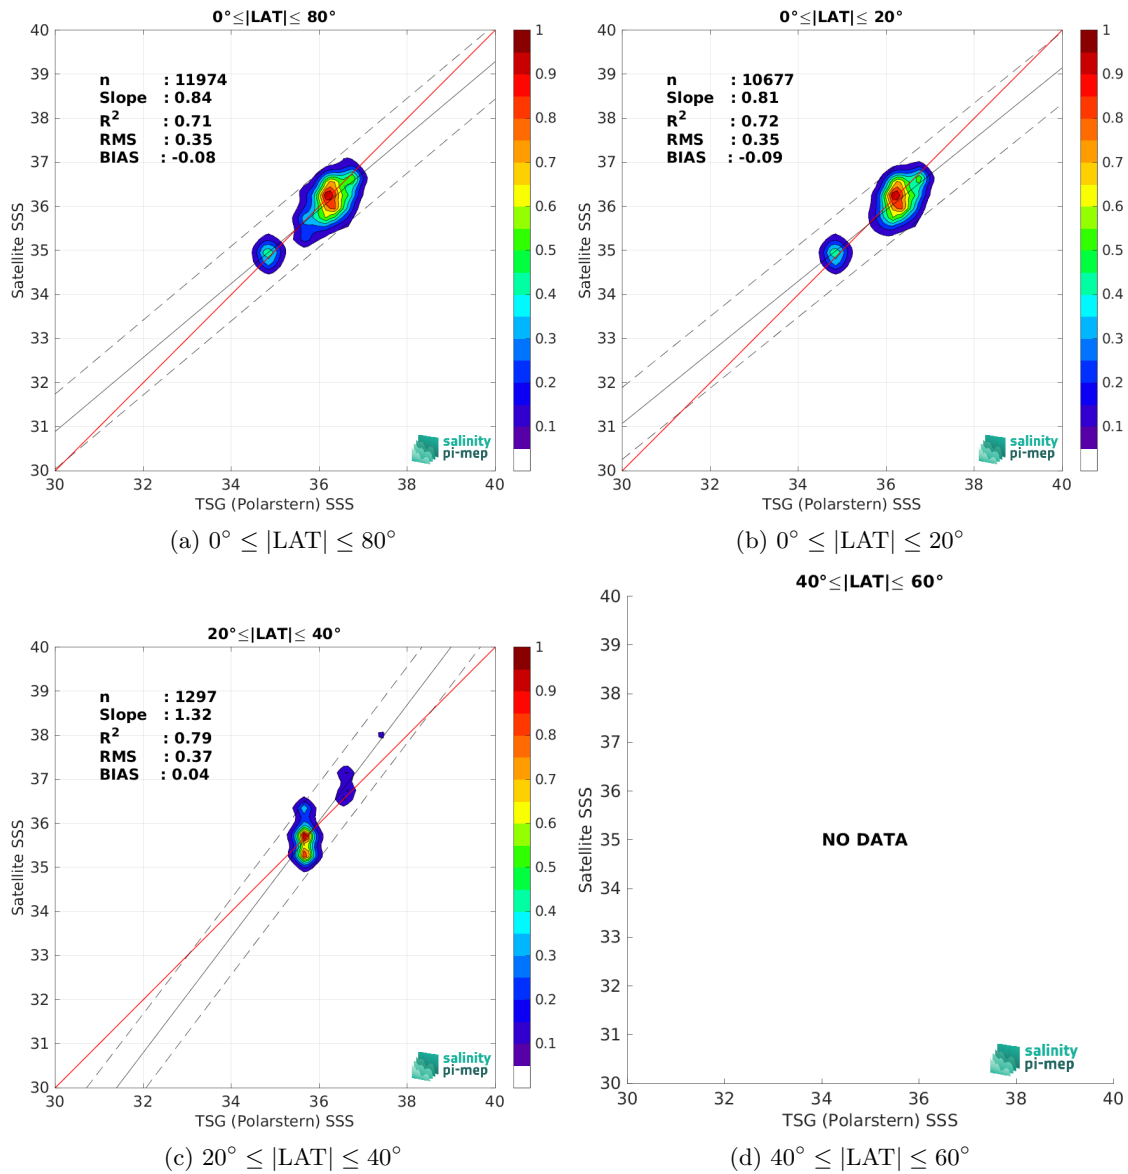 0°≤|LAT|≤ 80°
40
39
38
37
36
35
34
33
32
31
30
Satellite SSS
n : 11974
Slope : 0.84
R² : 0.71
RMS : 0.35
BIAS : -0.08
salinity
pi-mep
30 32 34 36 38 40
TSG (Polarstern) SSS
1
0.9
0.8
0.7
0.6
0.5
0.4
0.3
0.2
0.1
(a) 0° ≤ |LAT| ≤ 80°
0°≤|LAT|≤ 20°
40
39
38
37
36
35
34
33
32
31
30
Satellite SSS
n : 10677
Slope : 0.81
R² : 0.72
RMS : 0.35
BIAS : -0.09
salinity
pi-mep
30 32 34 36 38 40
TSG (Polarstern) SSS
1
0.9
0.8
0.7
0.6
0.5
0.4
0.3
0.2
0.1
(b) 0° ≤ |LAT| ≤ 20°
20°≤|LAT|≤ 40°
40
39
38
37
36
35
34
33
32
31
30
Satellite SSS
n : 1297
Slope : 1.32
R² : 0.79
RMS : 0.37
BIAS : 0.04
salinity
pi-mep
30 32 34 36 38 40
TSG (Polarstern) SSS
1
0.9
0.8
0.7
0.6
0.5
0.4
0.3
0.2
0.1
(c) 20° ≤ |LAT| ≤ 40°
40°≤|LAT|≤ 60°
40
39
38
37
36
35
34
33
32
31
30
Satellite SSS
NO DATA
salinity
pi-mep
30 32 34 36 38 40
TSG (Polarstern) SSS
(d) 40° ≤ |LAT| ≤ 60°